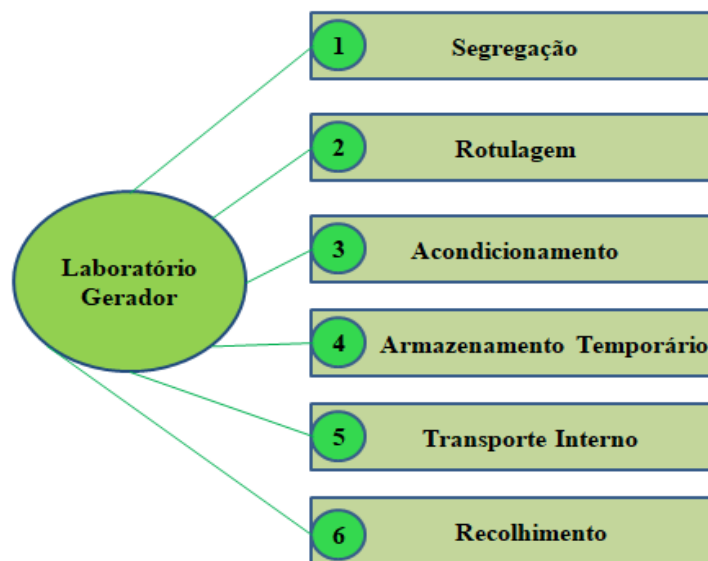 Laboratório
Gerador
1
Segregação
2
Rotulagem
3
Acondicionamento
4
Armazenamento Temporário
5
Transporte Interno
6
Recolhimento